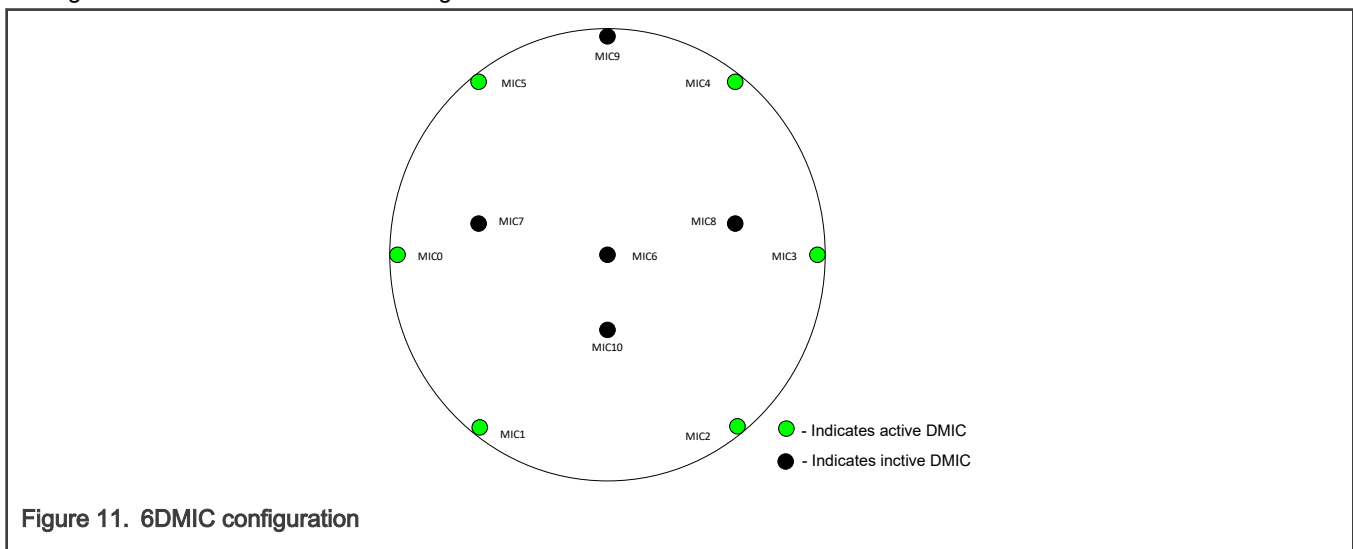 MIC9
MIC5
MIC4
MIC7
MIC8
MIC0
MIC6
MIC3
MIC10
MIC1
MIC2
- Indicates active DMIC
- Indicates inctive DMIC
Figure 11. 6DMIC configuration